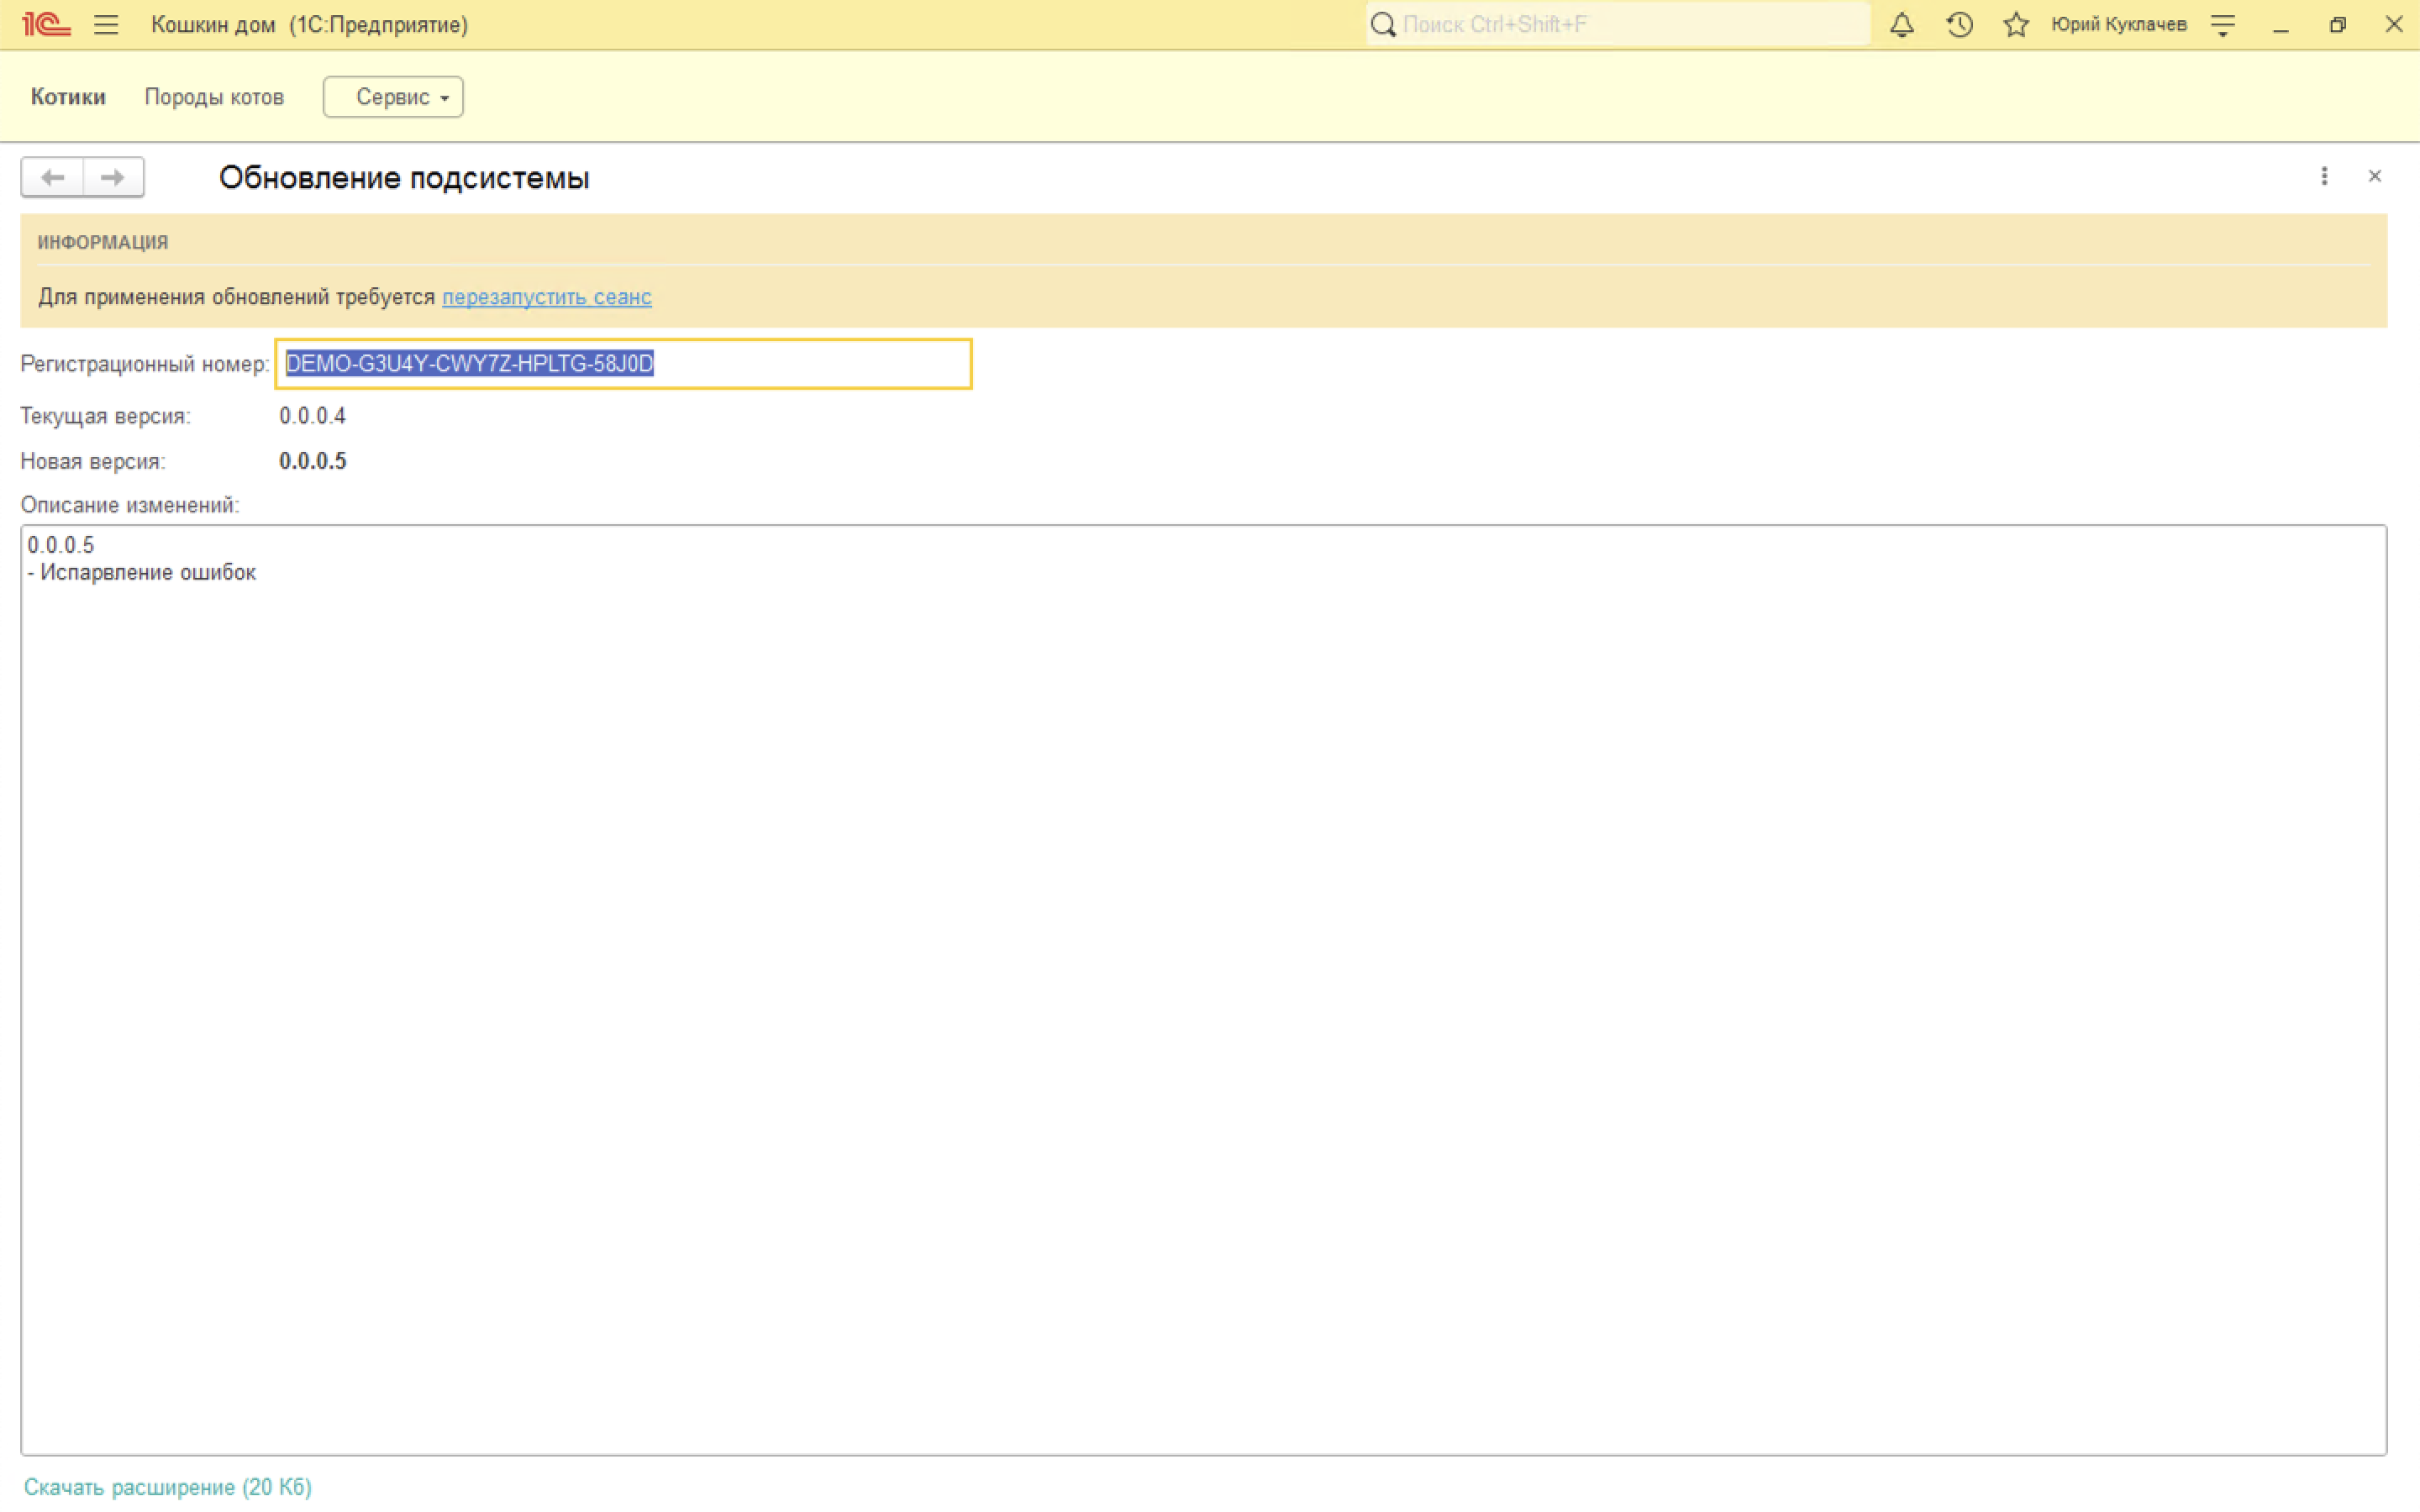 1С Кошкин дом (1С:Предприятие) Поиск Ctrl+Shift+F Юрий Куклачев
Котики Породы котов Сервис
Обновление подсистемы
ИНФОРМАЦИЯ
Для применения обновлений требуется перезапустить сеанс
Регистрационный номер: DEMO-G3U4Y-CWY7Z-HPLTG-58J0D
Текущая версия: 0.0.0.4
Новая версия: 0.0.0.5
Описание изменений:
0.0.0.5
- Испарвление ошибок
Скачать расширение (20 Кб)